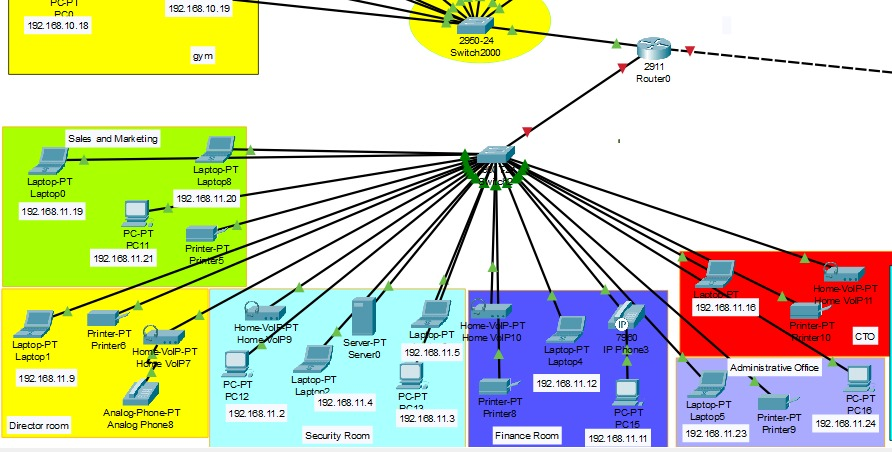 PC-PT
PC0
192.168.10.18
192.168.10.19
gym
2950-24
Switch2000
2911
Router0
Sales and Marketing
Laptop-PT
Laptop0
192.168.11.19
Laptop-PT
Laptop8
192.168.11.20
PC-PT
PC11
192.168.11.21
Printer-PT
Printer5
Laptop-PT
Laptop1
192.168.11.9
Printer-PT
Printer6
Home-VoIP-PT
Home VoIP7
Analog-Phone-PT
Analog Phone8
Director room
Home-VoIP-PT
Home-VoIP9
PC-PT
PC12
192.168.11.2
Server-PT
Server0
Laptop-PT
Laptop2
192.168.11.4
Laptop-PT
192.168.11.5
PC-PT
PC13
192.168.11.3
Security Room
Home-VoIP-PT
Home VoIP10
Printer-PT
Printer8
Laptop-PT
Laptop4
192.168.11.12
IP
7960
IP Phone3
PC-PT
PC15
192.168.11.11
Finance Room
Laptop-PT
192.168.11.16
Home-VoIP-PT
Home VoIP11
Printer-PT
Printer10
CTO
Administrative Office
Laptop-PT
Laptop5
192.168.11.23
Printer-PT
Printer9
PC-PT
PC16
192.168.11.24